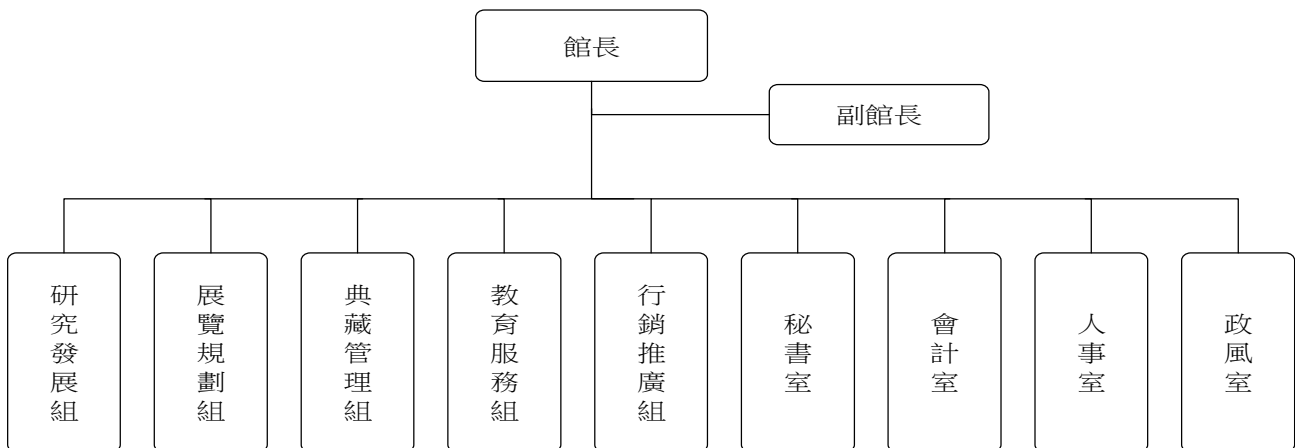 館長
副館長
研究發展組
展覽規劃組
典藏管理組
教育服務組
行銷推廣組
秘書室
會計室
人事室
政風室